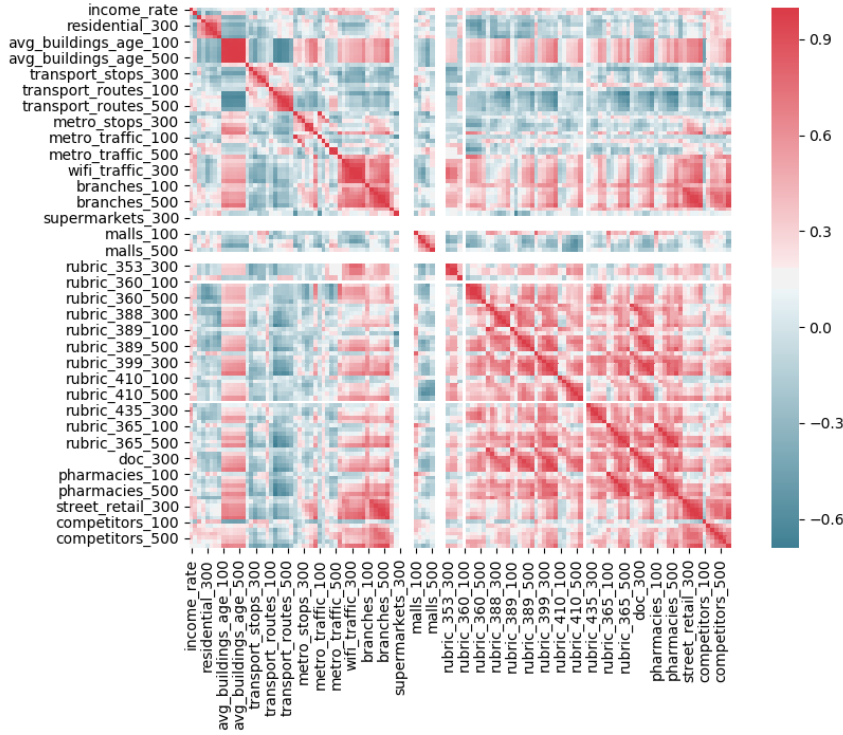 income_rate
residential_300
avg_buildings_age_100
avg_buildings_age_500
transport_stops_300
transport_routes_100
transport_routes_500
metro_stops_300
metro_traffic_100
metro_traffic_500
wifi_traffic_300
branches_100
branches_500
supermarkets_300
malls_100
malls_500
rubric_353_300
rubric_360_100
rubric_360_500
rubric_388_300
rubric_389_100
rubric_389_500
rubric_399_300
rubric_410_100
rubric_410_500
rubric_435_300
rubric_365_100
rubric_365_500
doc_300
pharmacies_100
pharmacies_500
street_retail_300
competitors_100
competitors_500
0.9
0.6
0.3
0.0
−0.3
−0.6
income_rate
residential_300
avg_buildings_age_100
avg_buildings_age_500
transport_stops_300
transport_routes_100
transport_routes_500
metro_stops_300
metro_traffic_100
metro_traffic_500
wifi_traffic_300
branches_100
branches_500
supermarkets_300
malls_100
malls_500
rubric_353_300
rubric_360_100
rubric_360_500
rubric_388_300
rubric_389_100
rubric_389_500
rubric_399_300
rubric_410_100
rubric_410_500
rubric_435_300
rubric_365_100
rubric_365_500
doc_300
pharmacies_100
pharmacies_500
street_retail_300
competitors_100
competitors_500